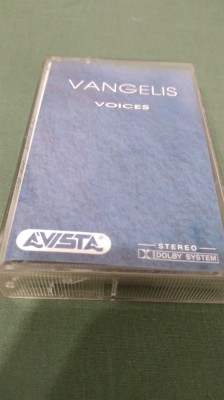 VANGELIS
VOICES
AVISTA
STEREO
DOLBY SYSTEM